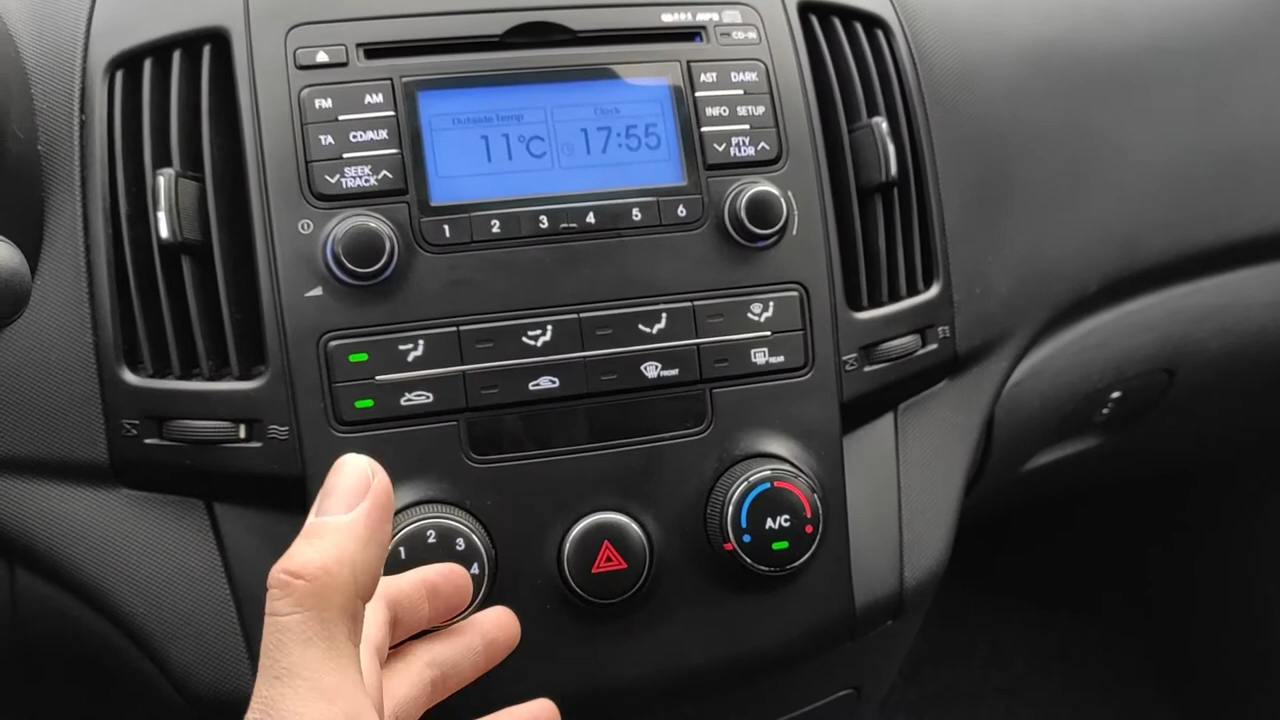 MP3
CD-IN
FM AM
TA CD/AUX
SEEK
TRACK
Outside Temp
11°C
Clock
17:55
AST DARK
INFO SETUP
PTY
FLDR
1 2 3 4 5 6
FRONT
REAR
1 2 3 4
A/C